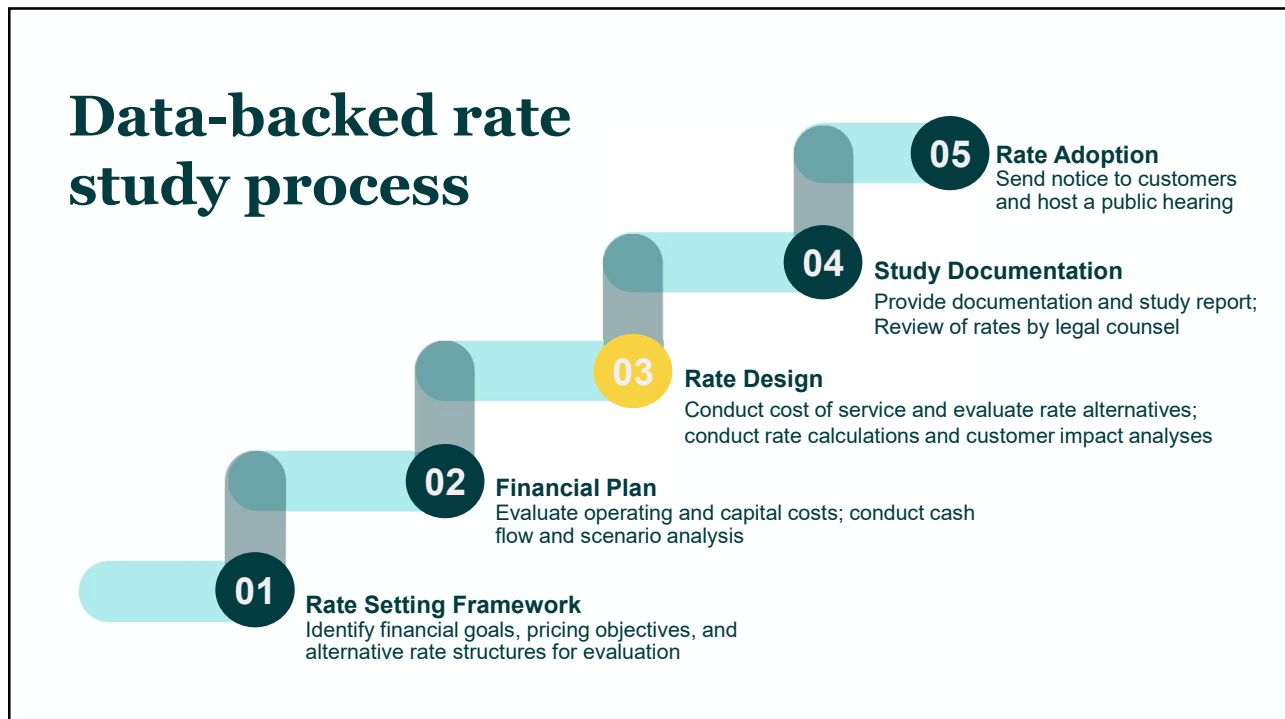 Data-backed rate
study process
05
Rate Adoption
Send notice to customers
and host a public hearing
04
Study Documentation
Provide documentation and study report;
Review of rates by legal counsel
03
Rate Design
Conduct cost of service and evaluate rate alternatives;
conduct rate calculations and customer impact analyses
02
Financial Plan
Evaluate operating and capital costs; conduct cash
flow and scenario analysis
01
Rate Setting Framework
Identify financial goals, pricing objectives, and
alternative rate structures for evaluation